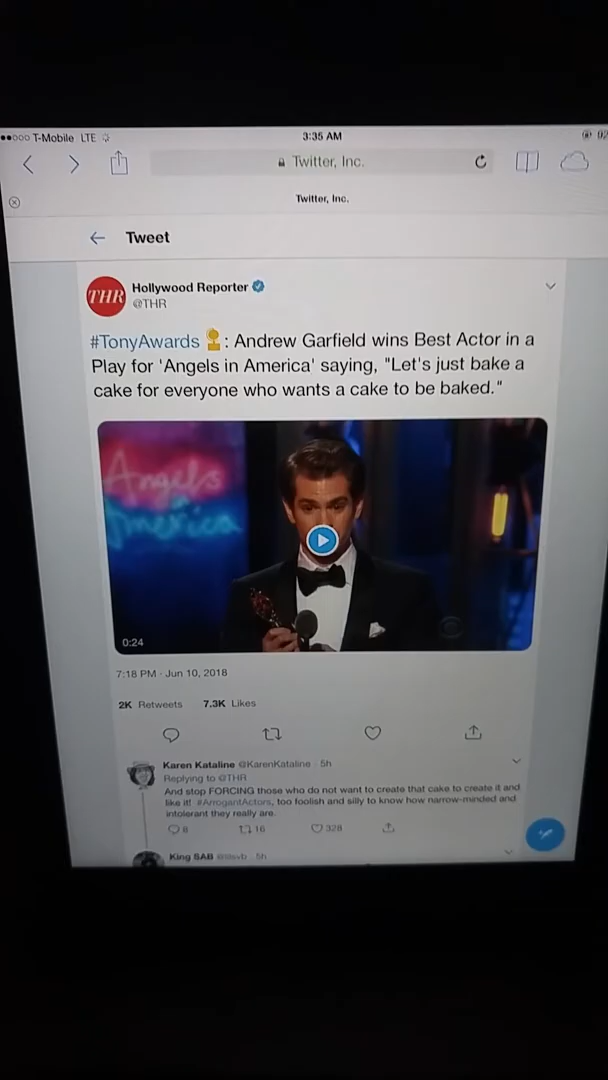 T-Mobile LTE
3:35 AM
Twitter, Inc.
Twitter, Inc.
Tweet
THR
Hollywood Reporter
@THR
#TonyAwards : Andrew Garfield wins Best Actor in a
Play for 'Angels in America' saying, "Let's just bake a
cake for everyone who wants a cake to be baked."
Angels
America
0:24
7:18 PM · Jun 10, 2018
2K Retweets 7.3K Likes
Karen Kataline @KarenKataline · 5h
Replying to @THR
And stop FORCING those who do not want to create that cake to create it and
like it! #ArrogantActors, too foolish and silly to know how narrow-minded and
intolerant they really are.
8 16 328
King SAB 5h